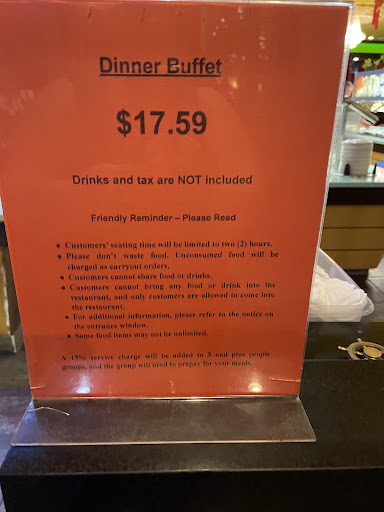 Dinner Buffet
$17.59
Drinks and tax are NOT included
Friendly Reminder – Please Read
● Customers' seating time will be limited to two (2) hours.
● Please don't waste food. Unconsumed food will be
charged as carryout orders.
● Customers cannot share food or drinks.
● Customers cannot bring any food or drink into the
restaurant, and only customers are allowed to come into
the restaurant.
● For additional information, please refer to the notice on
the entrance window.
● Some food items may not be unlimited.
A 15% service charge will be added to 5 and plus people
groups, and the group will need to prepay for your meals.